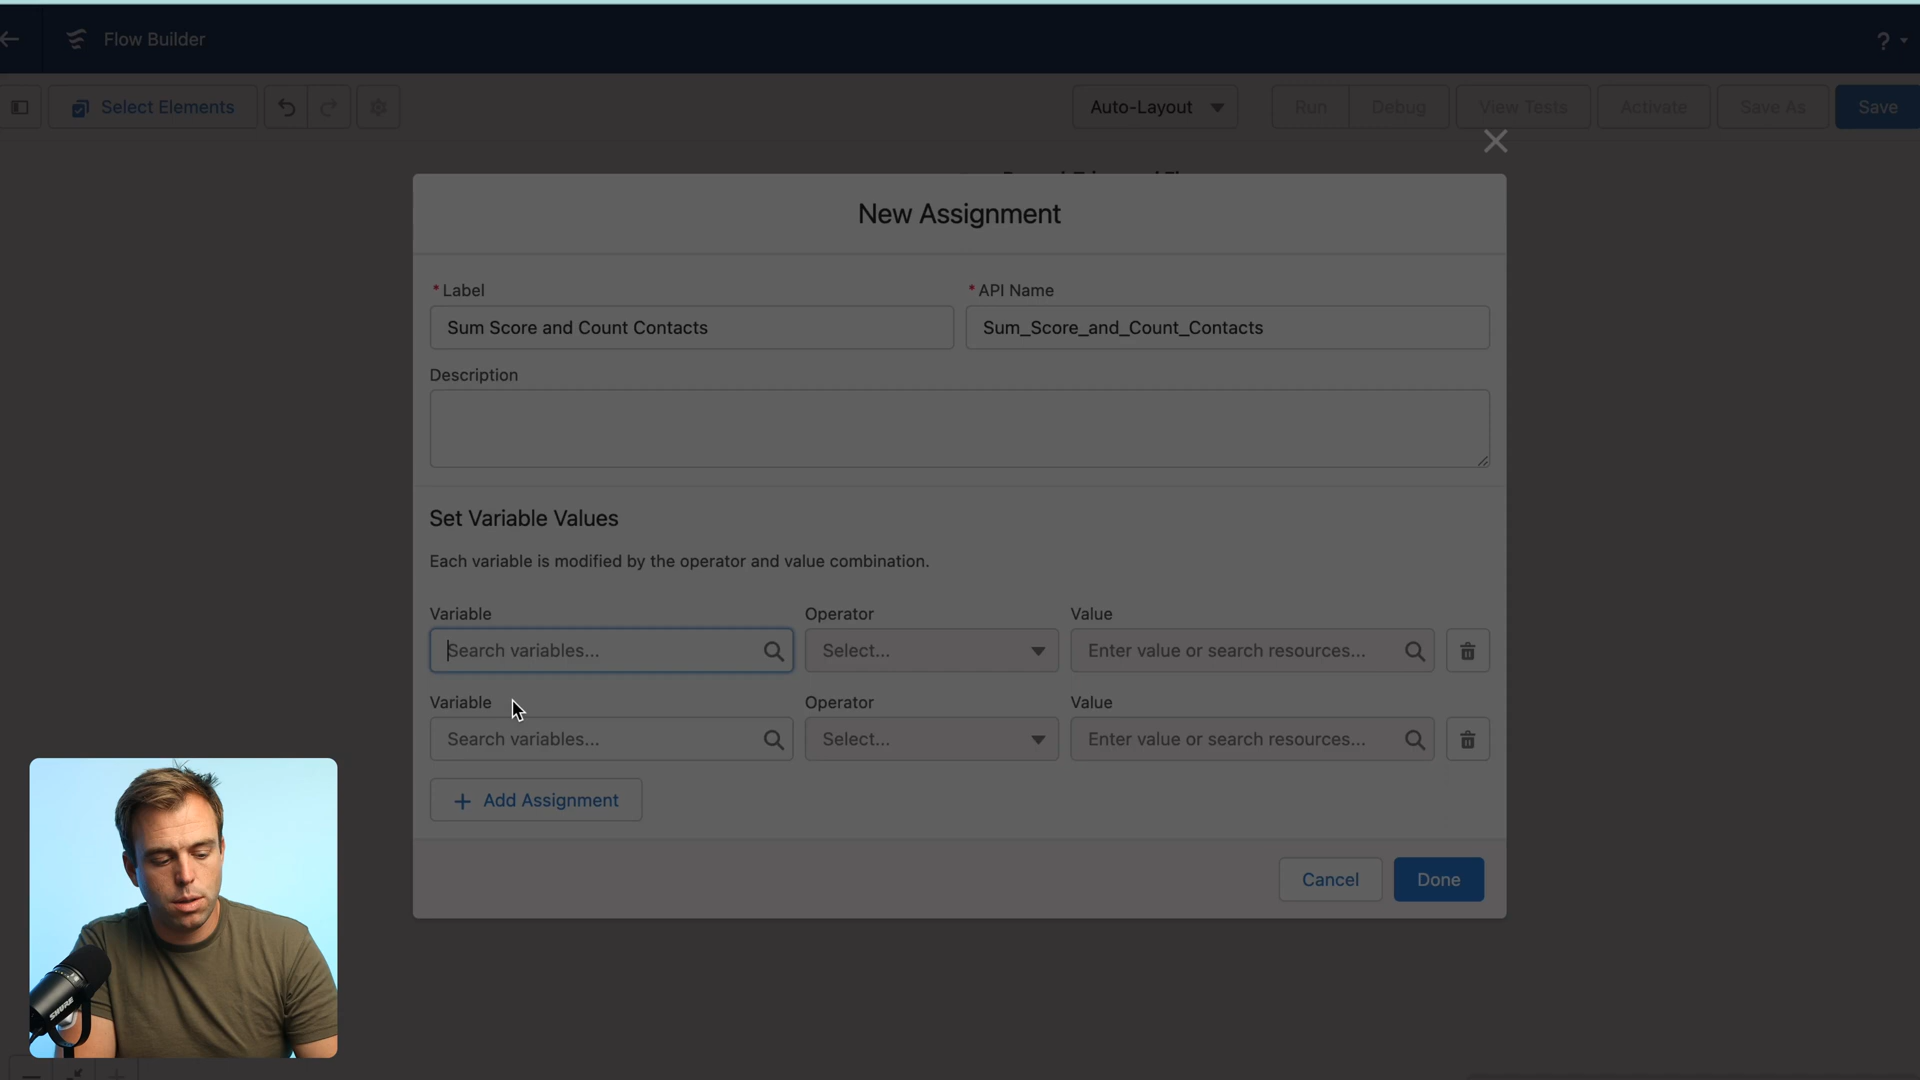 Flow Builder
?
Select Elements
Auto-Layout
Run
Debug
View Tests
Activate
Save As
Save
New Assignment
* Label
* API Name
Sum Score and Count Contacts
Sum_Score_and_Count_Contacts
Description
Set Variable Values
Each variable is modified by the operator and value combination.
Variable
Operator
Value
Search variables...
Select...
Enter value or search resources...
Variable
Operator
Value
Search variables...
Select...
Enter value or search resources...
+ Add Assignment
Cancel
Done
SHURE